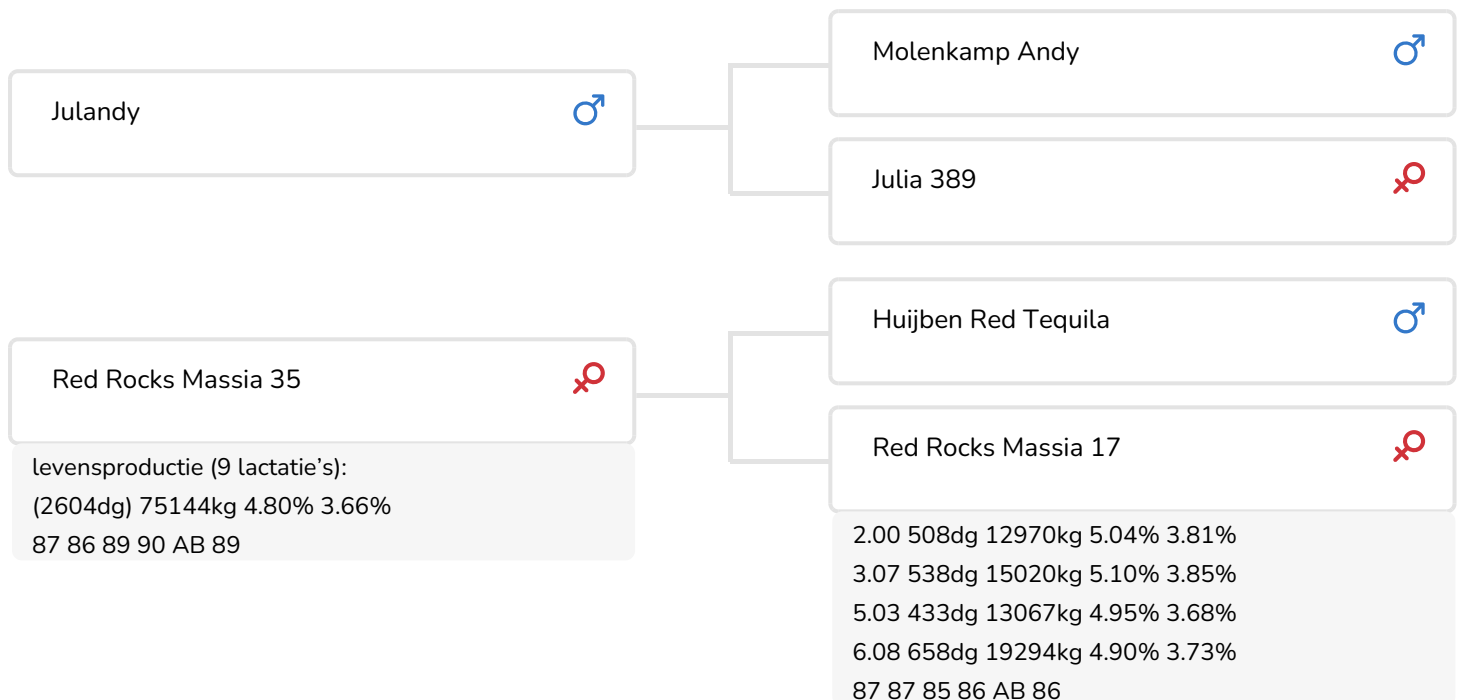 Julandy
Molenkamp Andy
Julia 389
Red Rocks Massia 35
levensproductie (9 lactatie's):
(2604dg) 75144kg 4.80% 3.66%
87 86 89 90 AB 89
Huijben Red Tequila
Red Rocks Massia 17
2.00 508dg 12970kg 5.04% 3.81%
3.07 538dg 15020kg 5.10% 3.85%
5.03 433dg 13067kg 4.95% 3.68%
6.08 658dg 19294kg 4.90% 3.73%
87 87 85 86 AB 86